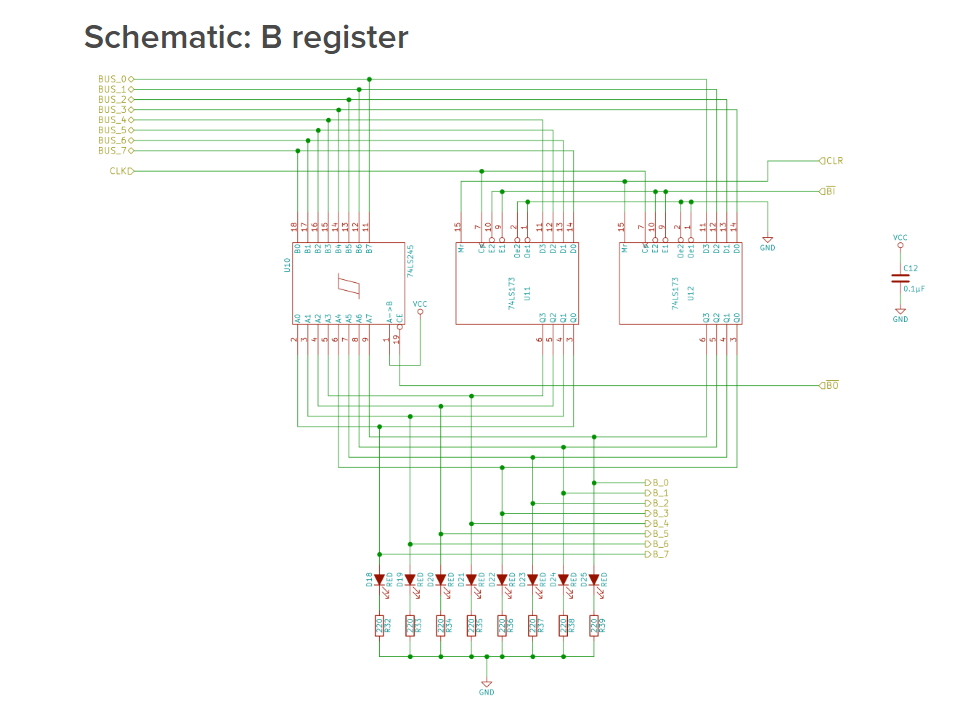 Schematic: B register
BUS_0
BUS_1
BUS_2
BUS_3
BUS_4
BUS_5
BUS_6
BUS_7
CLK
CLR
BI
GND
18 17 16 15 14 13 12 11
B0 B1 B2 B3 B4 B5 B6 B7
U10
74LS245
A0 A1 A2 A3 A4 A5 A6 A7 A->B CE
2 3 4 5 6 7 8 9 1 19
VCC
15 7 10 9 2 1 11 12 13 14
Mr Cp E2 E1 Oe2 Oe1 D3 D2 D1 D0
74LS173
U11
Q3 Q2 Q1 Q0
6 5 4 3
15 7 10 9 2 1 11 12 13 14
Mr Cp E2 E1 Oe2 Oe1 D3 D2 D1 D0
74LS173
U12
Q3 Q2 Q1 Q0
6 5 4 3
VCC
C12
0.1µF
GND
BO
B_0
B_1
B_2
B_3
B_4
B_5
B_6
B_7
D18 RED D19 RED D20 RED D21 RED D22 RED D23 RED D24 RED D25 RED
220 R32 220 R33 220 R34 220 R35 220 R36 220 R37 220 R38 220 R39
GND